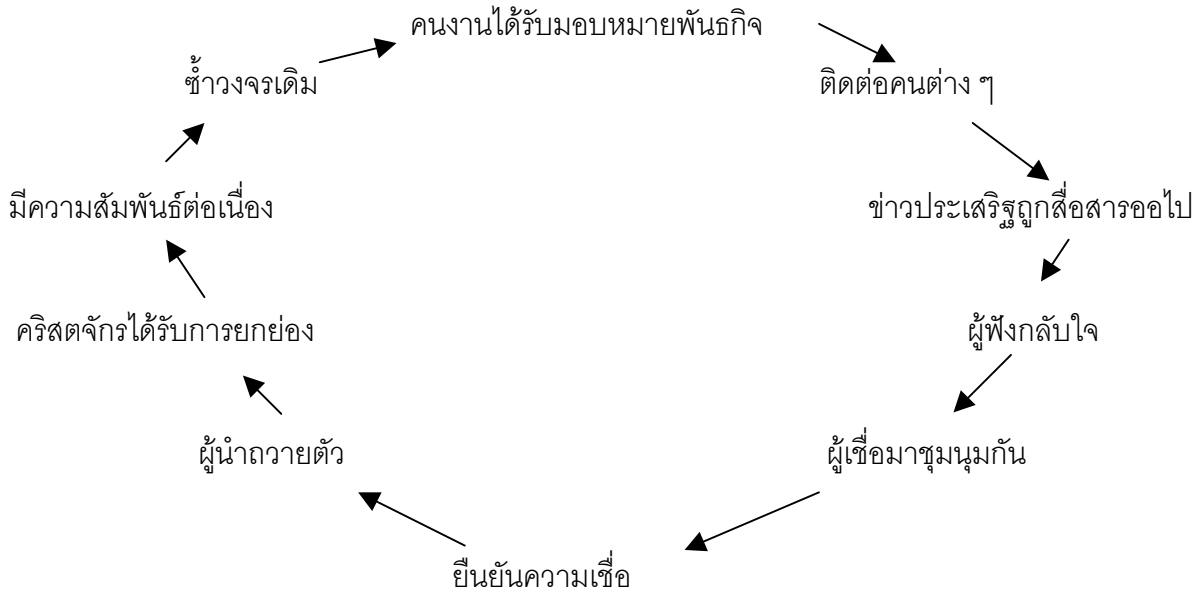 คนงานได้รับมอบหมายพันธกิจ
ติดต่อคนต่าง ๆ
ข่าวประเสริฐถูกสื่อสารออไป
ผู้ฟังกลับใจ
ผู้เชื่อมาชุมนุมกัน
ยืนยันความเชื่อ
ผู้นำถวายตัว
คริสตจักรได้รับการยกย่อง
มีความสัมพันธ์ต่อเนื่อง
ซ้ำวงจรเดิม